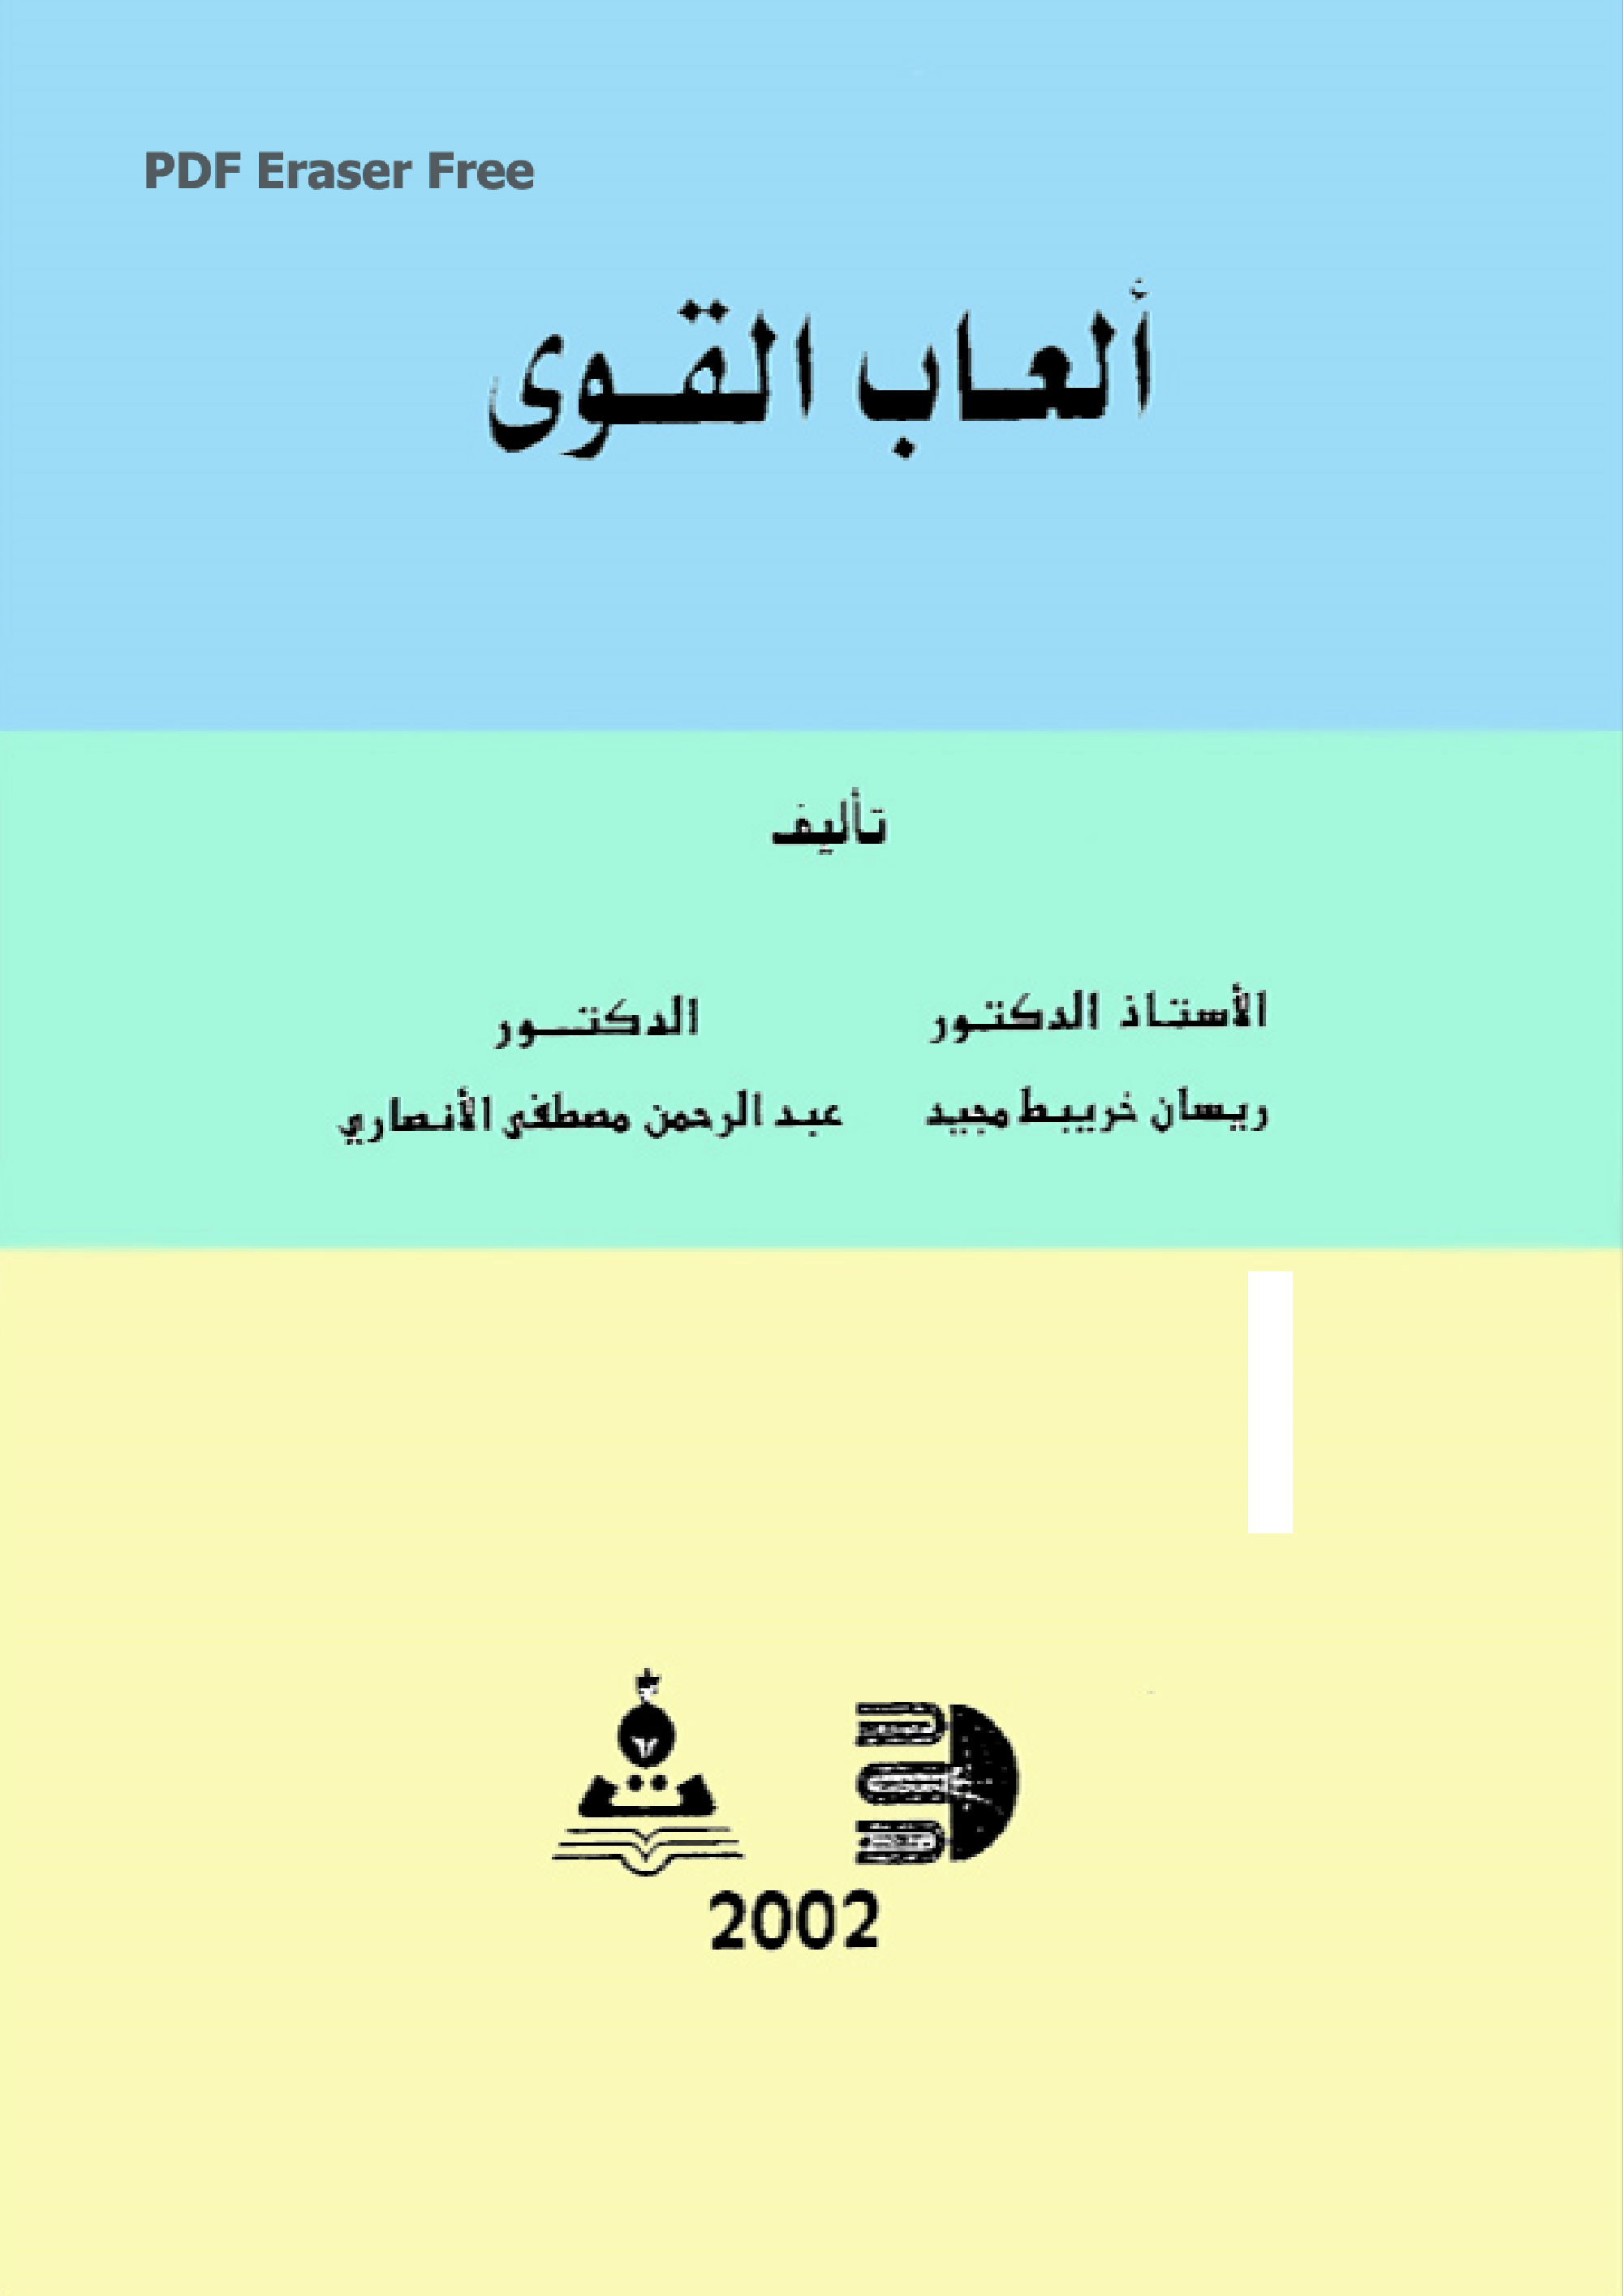 PDF Eraser Free
ألعاب القوى
تأليف
الأستاذ الدكتور
ريسان خريبط مجيد
الدكتور
عبد الرحمن مصطفى الأنصاري
2002